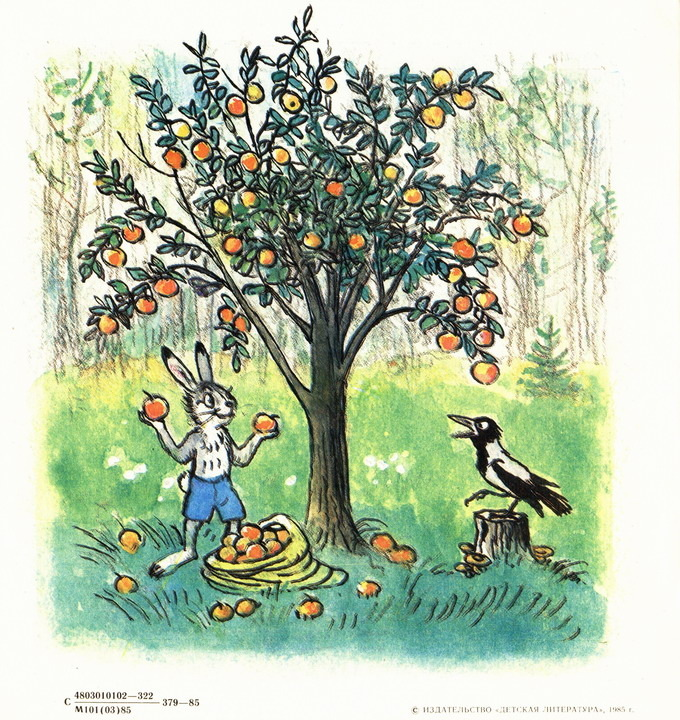 С 4803010102—322
М101(03)85
379—85
© ИЗДАТЕЛЬСТВО «ДЕТСКАЯ ЛИТЕРАТУРА», 1985 г.